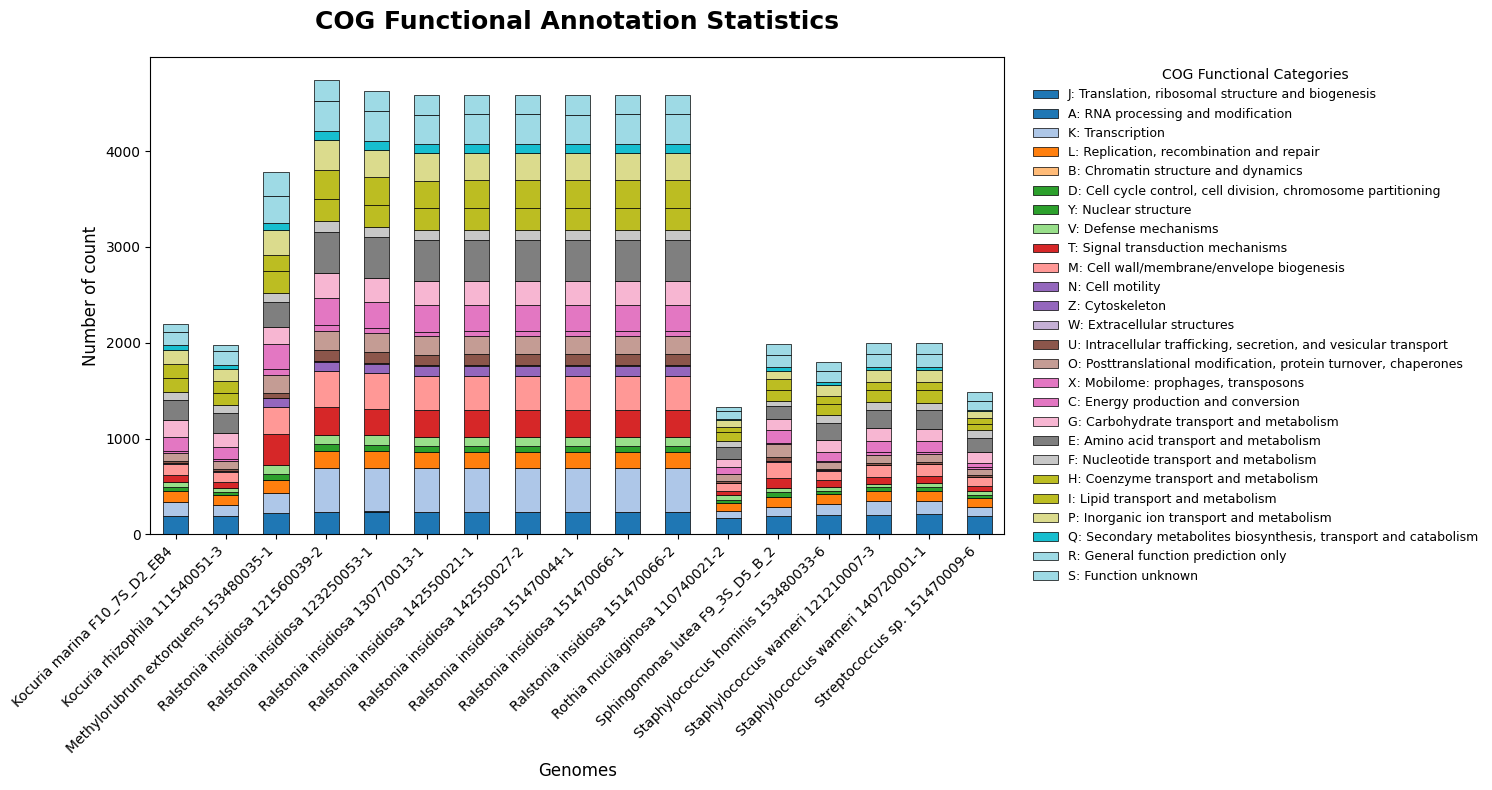 COG Functional Annotation Statistics
Number of count
4000
3000
2000
1000
0
Kocuria marina F10_7S_D2_EB4
Kocuria rhizophila 111540051-3
Methylorubrum extorquens 153480035-1
Ralstonia insidiosa 121560039-2
Ralstonia insidiosa 123250053-1
Ralstonia insidiosa 130770013-1
Ralstonia insidiosa 142550021-1
Ralstonia insidiosa 142550027-2
Ralstonia insidiosa 151470044-1
Ralstonia insidiosa 151470066-1
Ralstonia insidiosa 151470066-2
Rothia mucilaginosa 110740021-2
Sphingomonas lutea F9_3S_D5_B_2
Staphylococcus hominis 153480033-6
Staphylococcus warneri 121210007-3
Staphylococcus warneri 140720001-1
Streptococcus sp. 151470009-6
Genomes
COG Functional Categories
J: Translation, ribosomal structure and biogenesis
A: RNA processing and modification
K: Transcription
L: Replication, recombination and repair
B: Chromatin structure and dynamics
D: Cell cycle control, cell division, chromosome partitioning
Y: Nuclear structure
V: Defense mechanisms
T: Signal transduction mechanisms
M: Cell wall/membrane/envelope biogenesis
N: Cell motility
Z: Cytoskeleton
W: Extracellular structures
U: Intracellular trafficking, secretion, and vesicular transport
O: Posttranslational modification, protein turnover, chaperones
X: Mobilome: prophages, transposons
C: Energy production and conversion
G: Carbohydrate transport and metabolism
E: Amino acid transport and metabolism
F: Nucleotide transport and metabolism
H: Coenzyme transport and metabolism
I: Lipid transport and metabolism
P: Inorganic ion transport and metabolism
Q: Secondary metabolites biosynthesis, transport and catabolism
R: General function prediction only
S: Function unknown